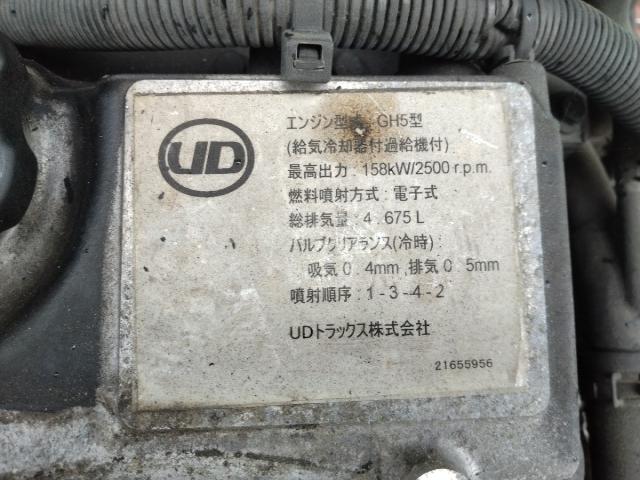 UD
エンジン型式 GH5型
(給気冷却器付過給機付)
最高出力：158kW/2500 r.p.m.
燃料噴射方式：電子式
総排気量：4.675L
バルブクリアランス(冷時)：
吸気0.4mm,排気0.5mm
噴射順序：1-3-4-2
UDトラックス株式会社
21655956